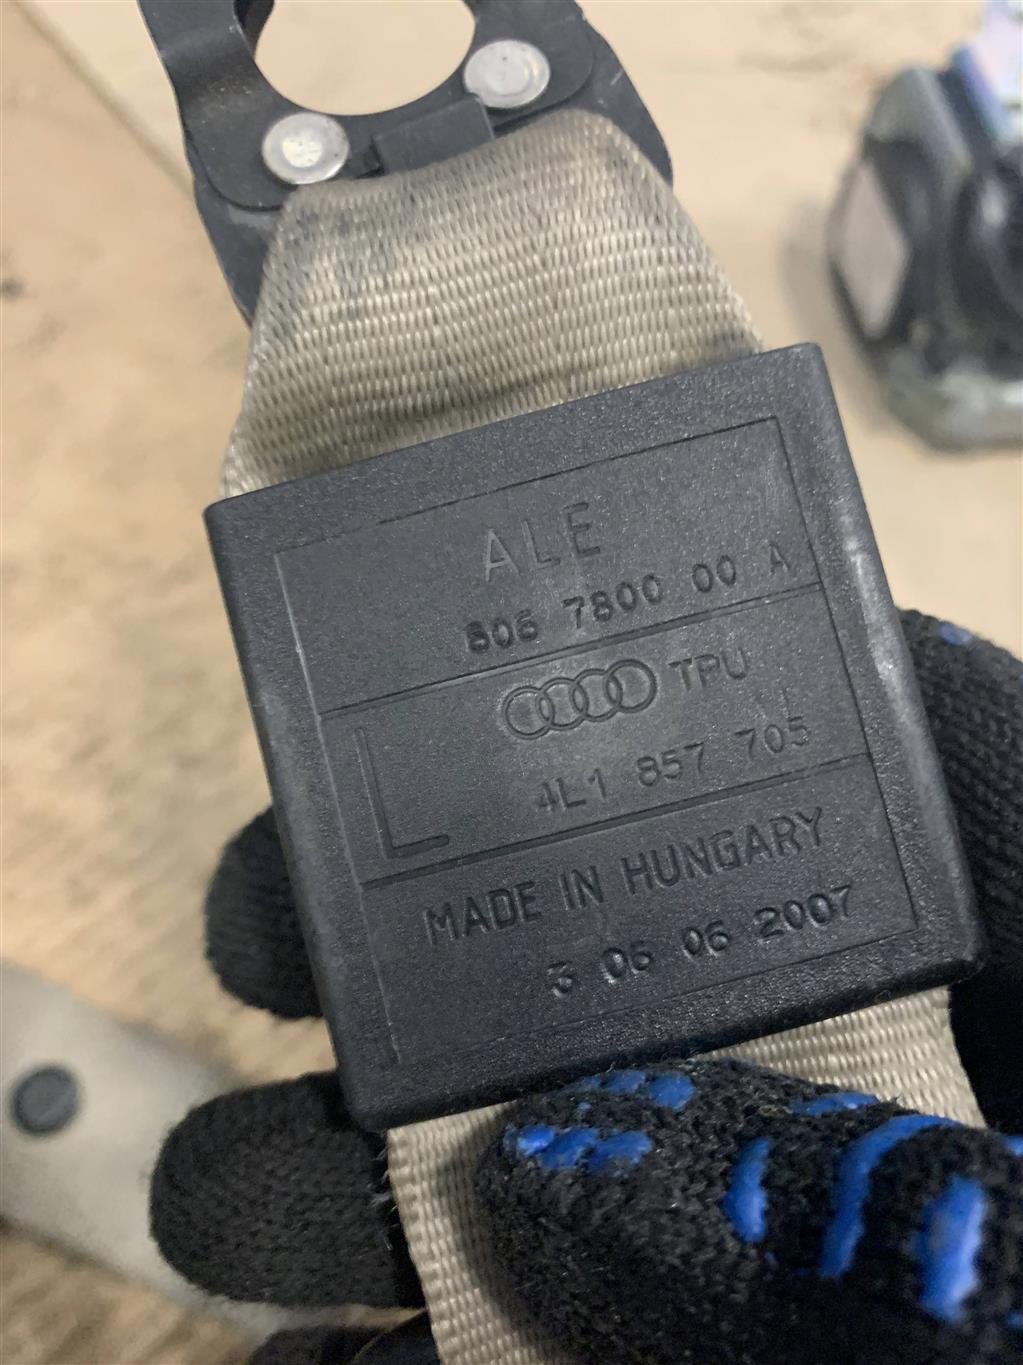 ALE
806 7800 00 A
TPU
L
4L1 857 705
MADE IN HUNGARY
3 06 06 2007